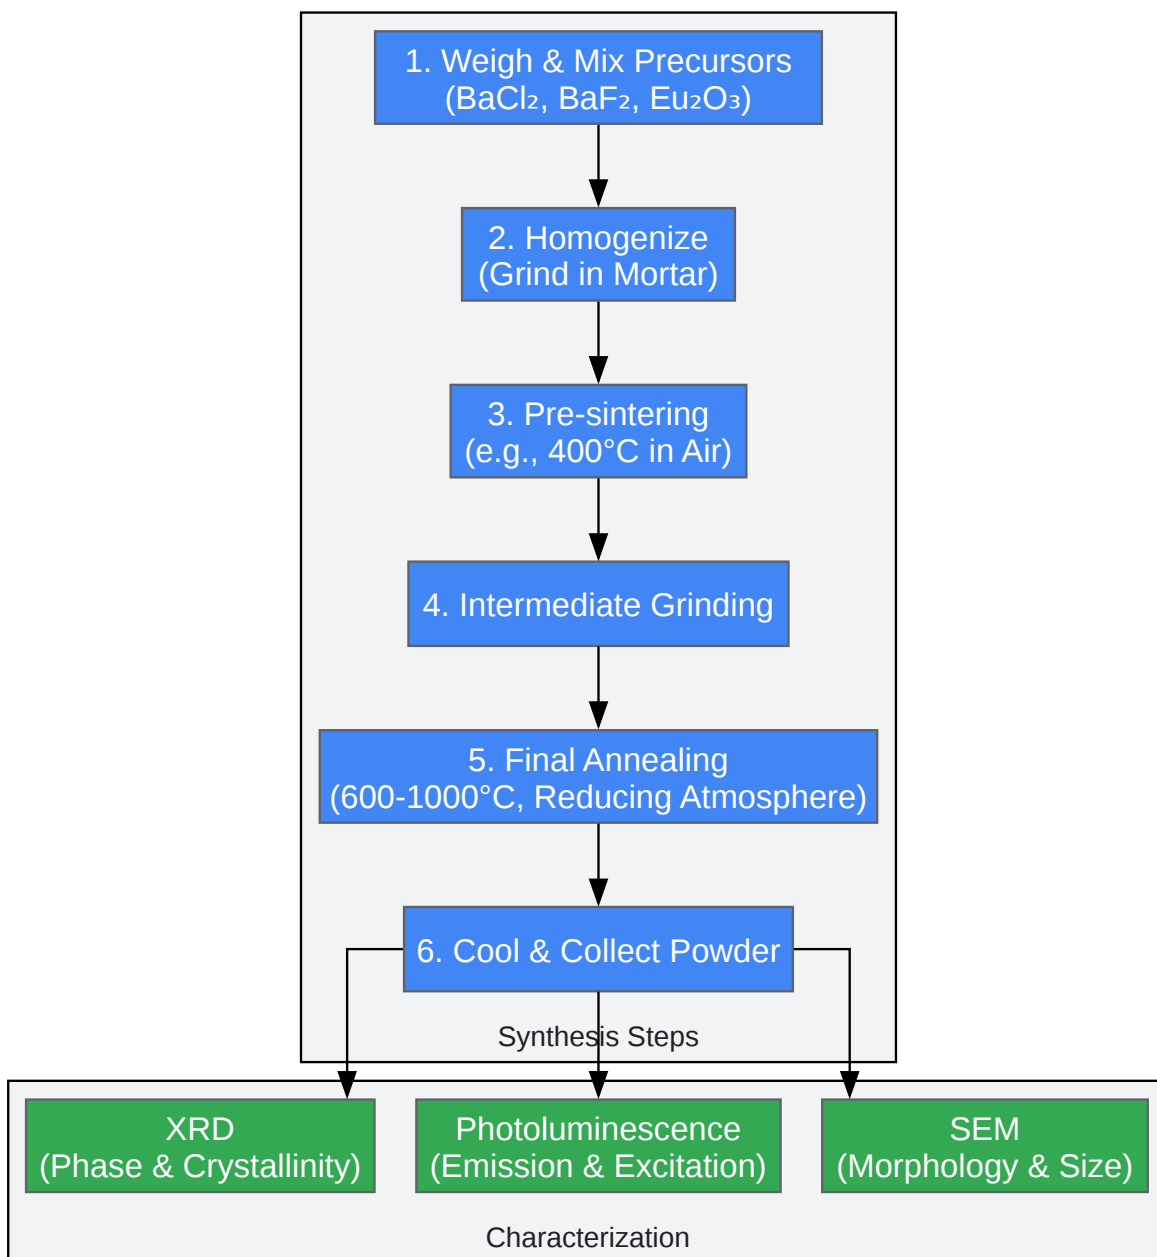 1. Weigh & Mix Precursors
(BaCl₂, BaF₂, Eu₂O₃)
2. Homogenize
(Grind in Mortar)
3. Pre-sintering
(e.g., 400°C in Air)
4. Intermediate Grinding
5. Final Annealing
(600-1000°C, Reducing Atmosphere)
6. Cool & Collect Powder
Synthesis Steps
XRD
(Phase & Crystallinity)
Photoluminescence
(Emission & Excitation)
SEM
(Morphology & Size)
Characterization